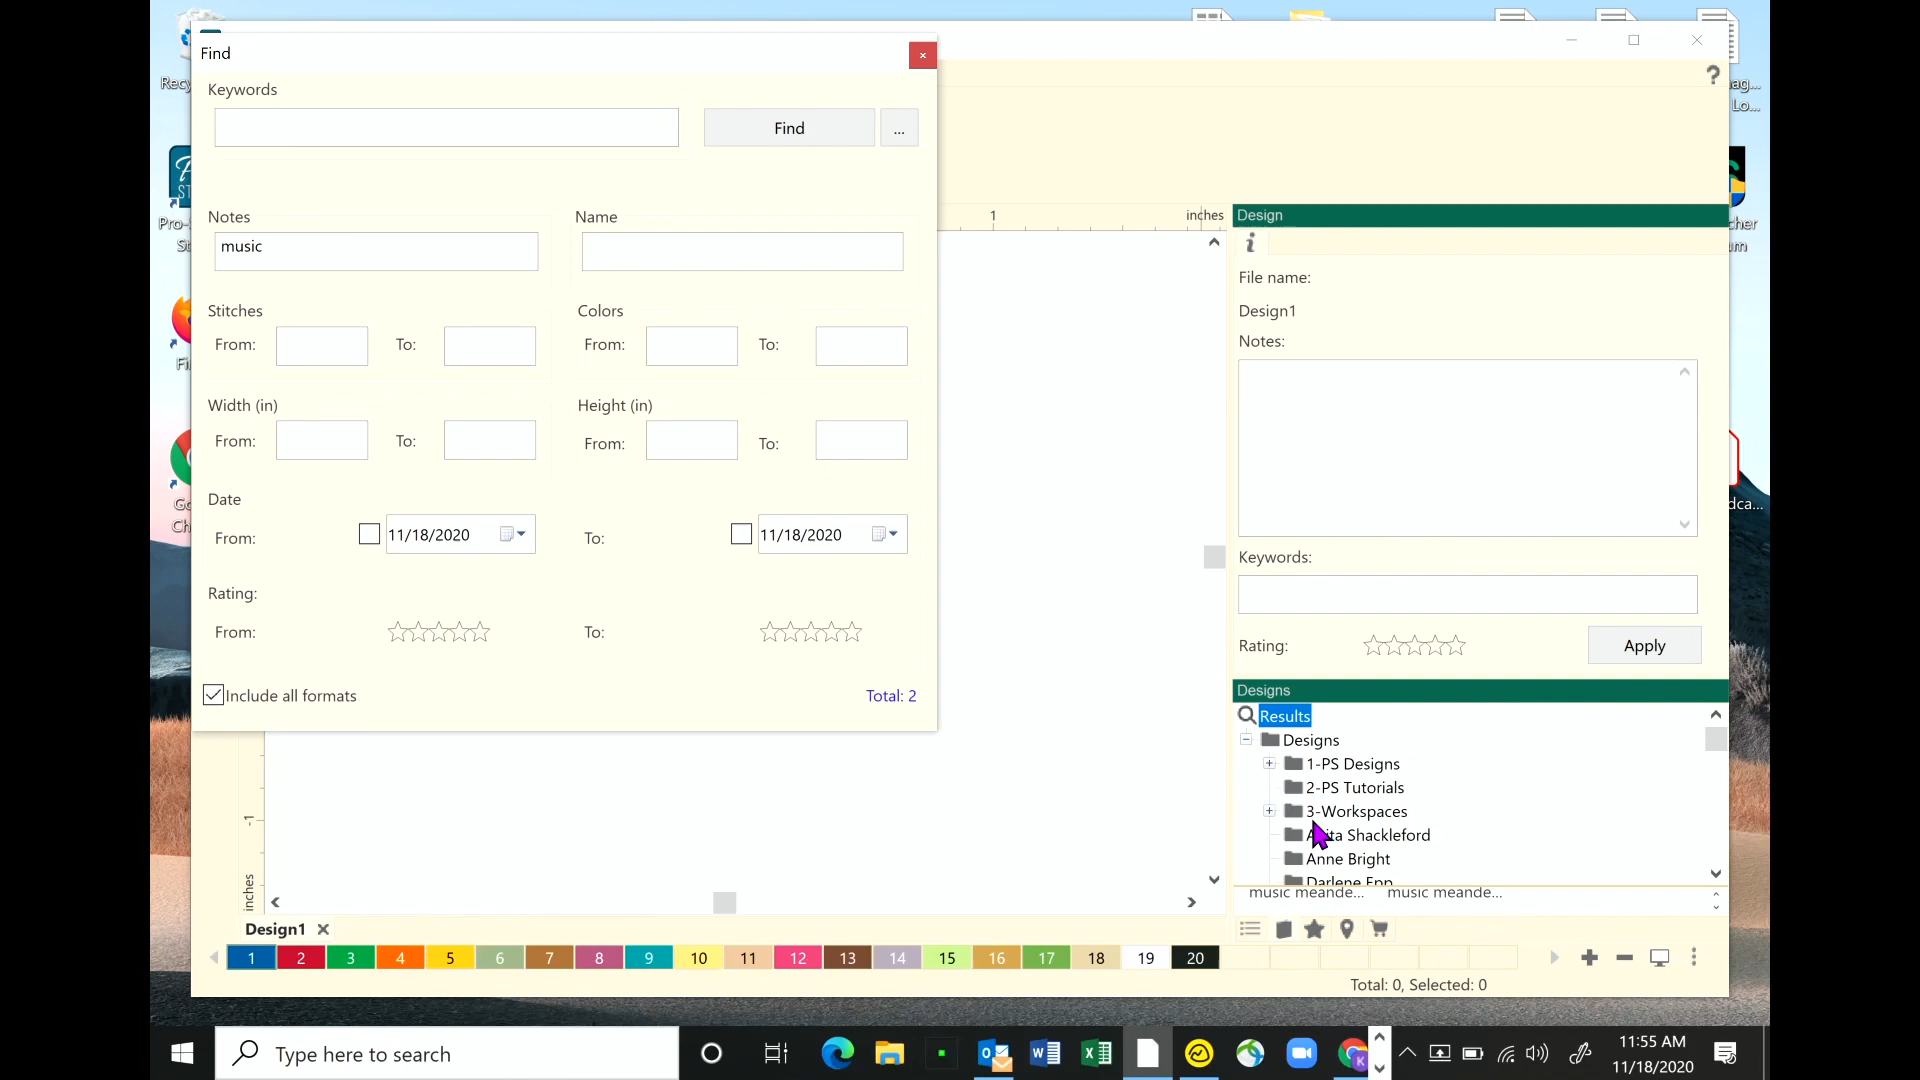 Find
×
Keywords
Find
...
Notes
Name
music
Stitches
Colors
From:
To:
From:
To:
Width (in)
Height (in)
From:
To:
From:
To:
Date
From:
11/18/2020
To:
11/18/2020
Rating:
From:
To:
Include all formats
Total: 2
?
1
inches
Design
i
File name:
Design1
Notes:
Keywords:
Rating:
Apply
Designs
Results
Designs
1-PS Designs
2-PS Tutorials
3-Workspaces
Shackleford
Anne Bright
Darlene Epp
music meande...
music meande...
-1
inches
Design1
1 2 3 4 5 6 7 8 9 10 11 12 13 14 15 16 17 18 19 20
Total: 0, Selected: 0
Type here to search
11:55 AM
11/18/2020